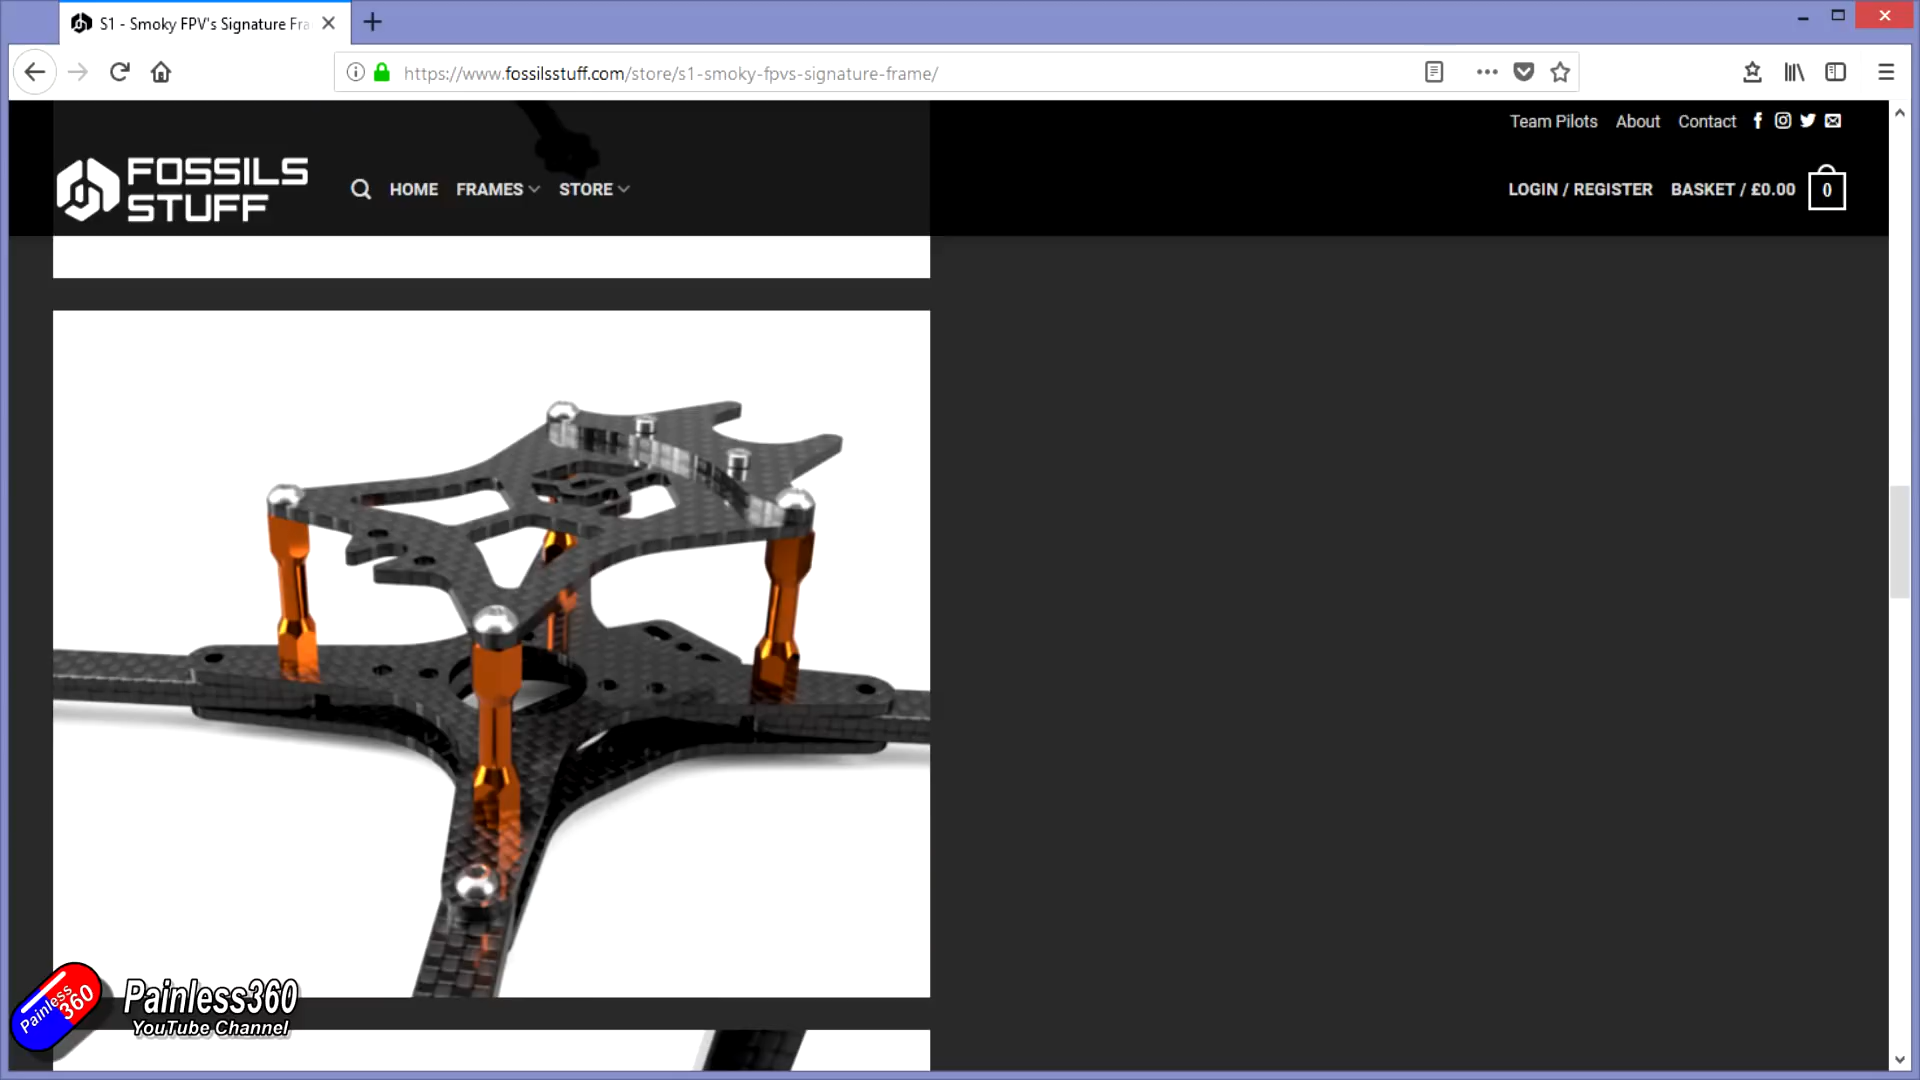 S1 - Smoky FPV's Signature Fra
https://www.fossilsstuff.com/store/s1-smoky-fpvs-signature-frame/
Team Pilots About Contact
FOSSILS
STUFF
HOME FRAMES STORE
LOGIN / REGISTER BASKET / £0.00 0
Painless
360
Painless360
YouTube Channel